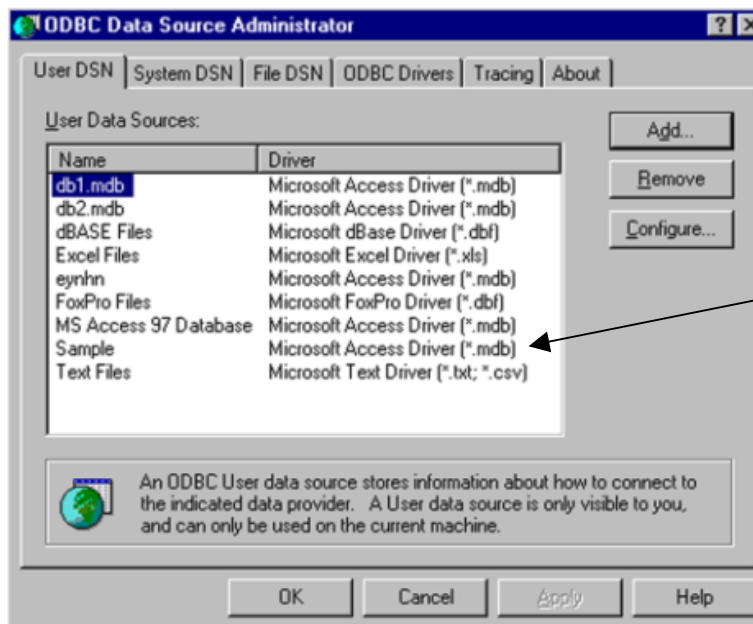 ODBC Data Source Administrator
User DSN System DSN File DSN ODBC Drivers Tracing About
User Data Sources:
Add...
Name Driver
db1.mdb Microsoft Access Driver (*.mdb)
Remove
db2.mdb Microsoft Access Driver (*.mdb)
dBASE Files Microsoft dBase Driver (*.dbf)
Configure...
Excel Files Microsoft Excel Driver (*.xls)
eynhn Microsoft Access Driver (*.mdb)
FoxPro Files Microsoft FoxPro Driver (*.dbf)
MS Access 97 Database Microsoft Access Driver (*.mdb)
Sample Microsoft Access Driver (*.mdb)
Text Files Microsoft Text Driver (*.txt; *.csv)
An ODBC User data source stores information about how to connect to
the indicated data provider. A User data source is only visible to you,
and can only be used on the current machine.
OK Cancel Apply Help